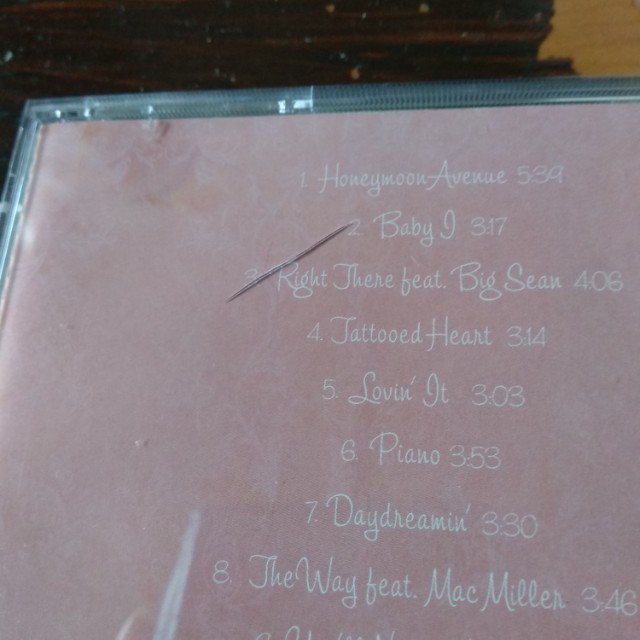 1. Honeymoon Avenue 5:39
2. Baby I 3:17
3. Right There feat. Big Sean 4:06
4. Tattooed Heart 3:14
5. Lovin' It 3:03
6. Piano 3:53
7. Daydreamin' 3:30
8. The Way feat. Mac Miller 3:46